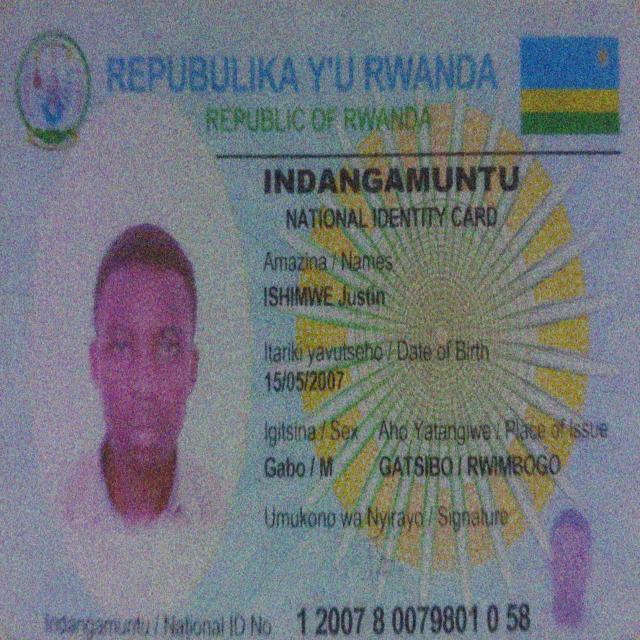 REPUBULIKA Y'U RWANDA
REPUBLIC OF RWANDA
INDANGAMUNTU
NATIONAL IDENTITY CARD
Amazina / Names
ISHIMWE Justin
Itariki yavutseho / Date of Birth
15/05/2007
Igitsina / Sex Aho Yatangiwe / Place of Issue
Gabo / M GATSIBO / RWIMBOGO
Umukono wa Nyirayo / Signature
Indangamuntu / National ID No 1 2007 8 0079801 0 58